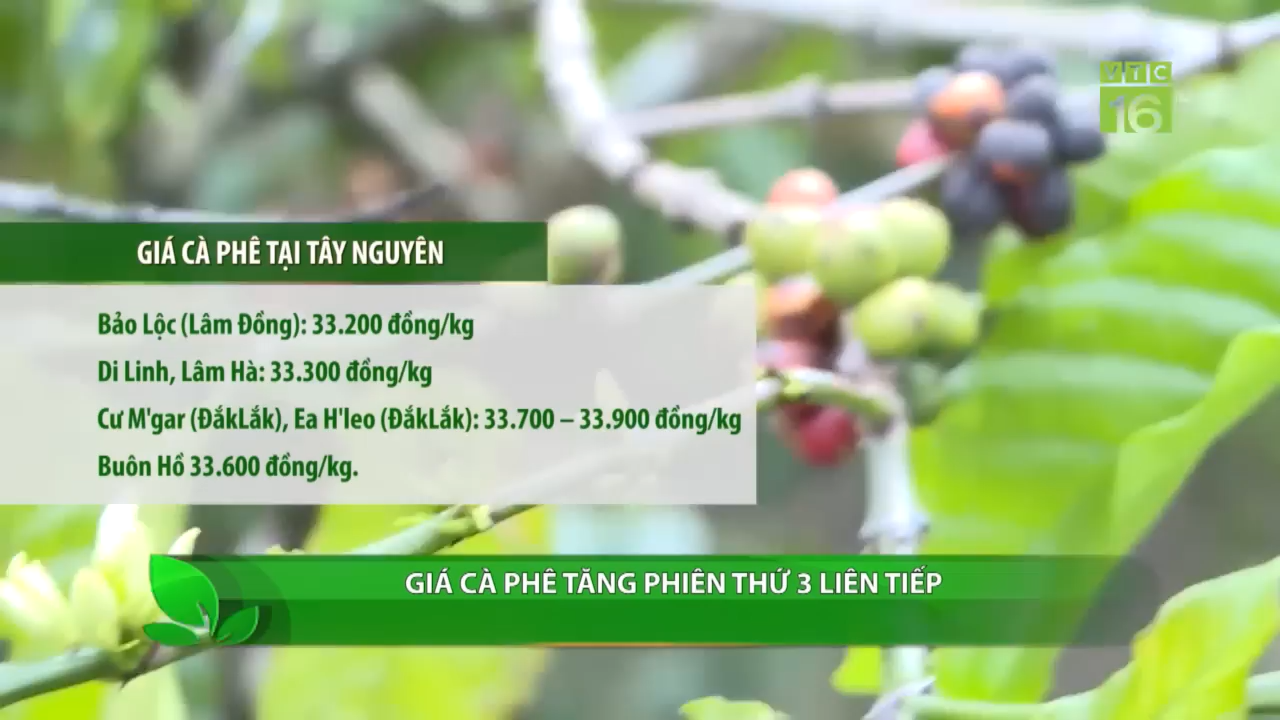 VTC
16
GIÁ CÀ PHÊ TẠI TÂY NGUYÊN
Bảo Lộc (Lâm Đồng): 33.200 đồng/kg
Di Linh, Lâm Hà: 33.300 đồng/kg
Cư M'gar (ĐắkLắk), Ea H'leo (ĐắkLắk): 33.700 – 33.900 đồng/kg
Buôn Hồ 33.600 đồng/kg.
GIÁ CÀ PHÊ TĂNG PHIÊN THỨ 3 LIÊN TIẾP